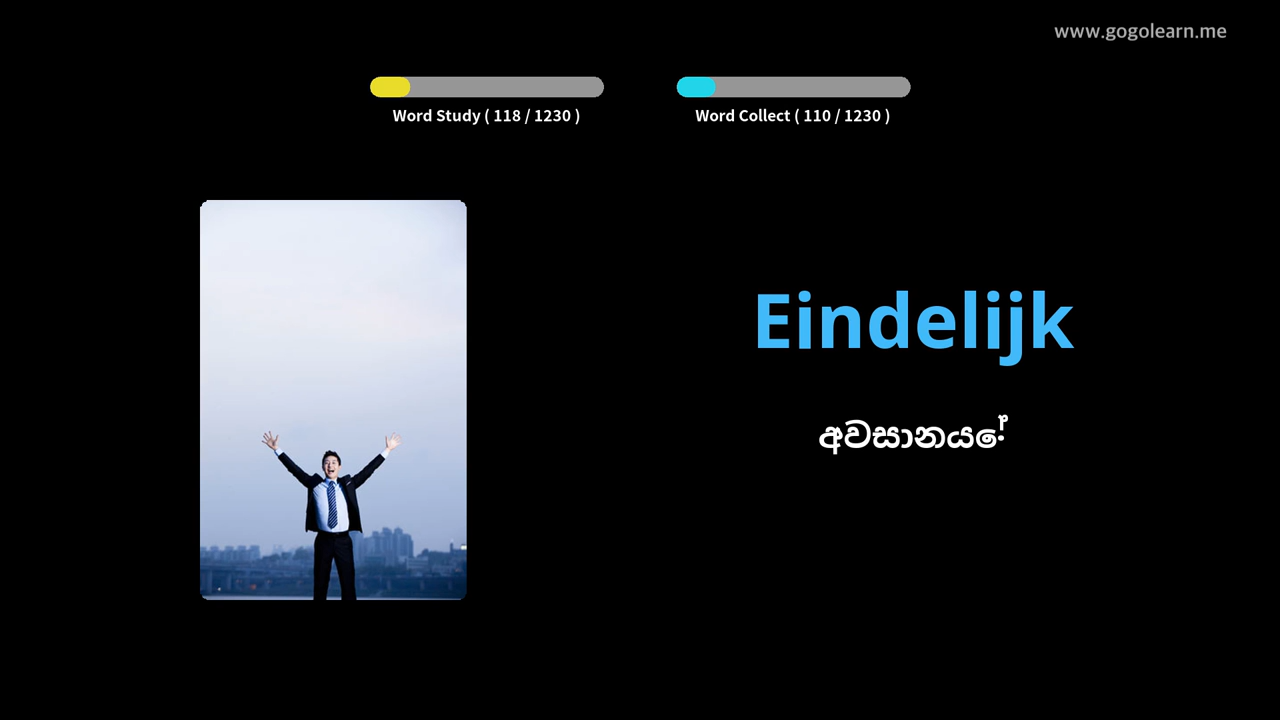 www.gogolearn.me
Word Study ( 118 / 1230 )
Word Collect ( 110 / 1230 )
Eindelijk
අවසානයේ